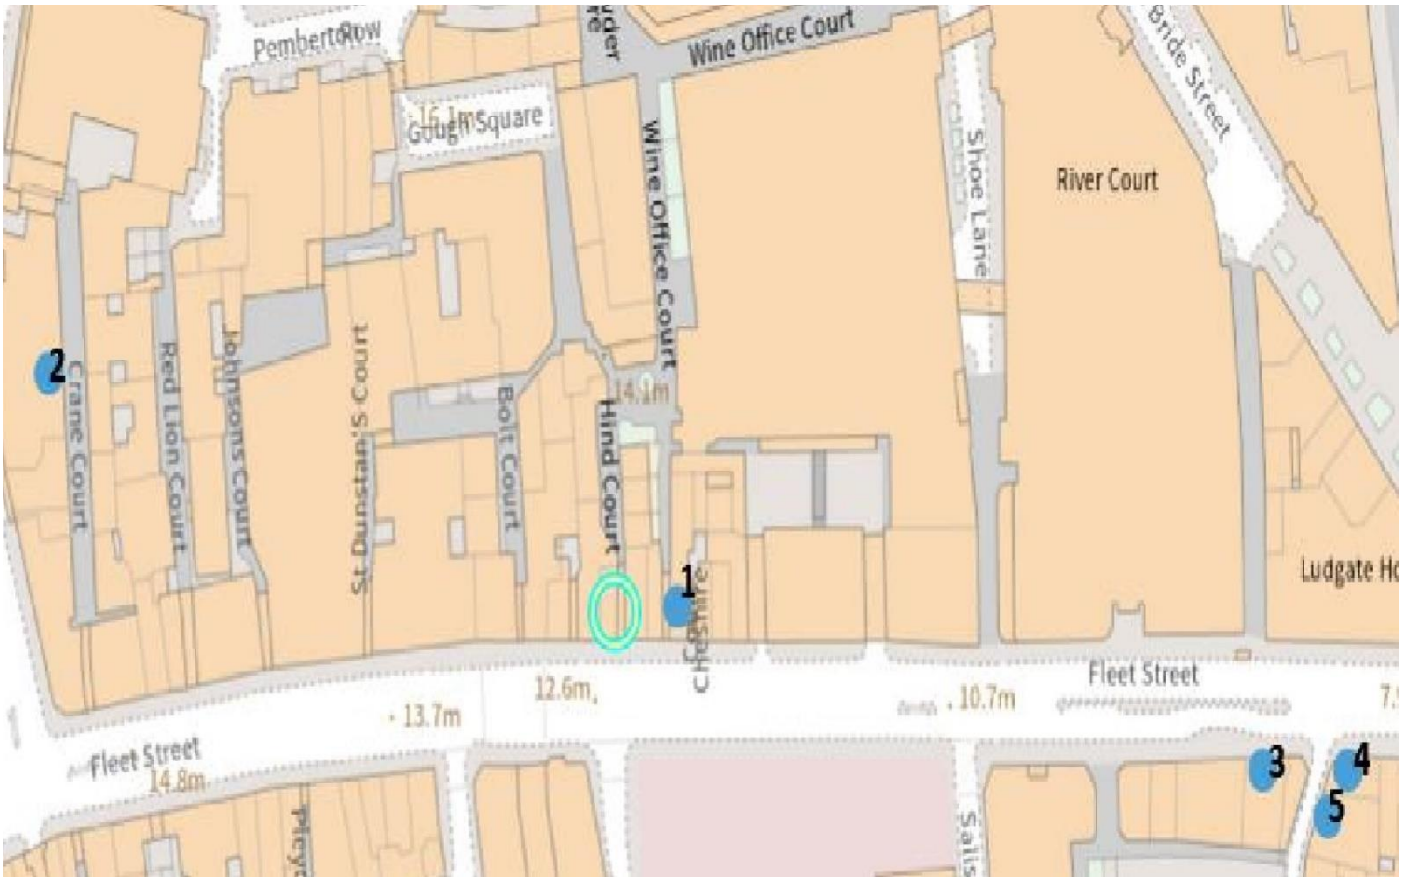 Pemberton Row
Wine Office Court
Bride Street
16.1m
Gough Square
Wine Office Court
Shoe Lane
River Court
2
Crane Court
Red Lion Court
Johnsons Court
St Dunstan'S Court
Bolt Court
14.1m
Hind Court
1
Cheshire
Ludgate Ho
Fleet Street
12.6m
13.7m
10.7m
Fleet Street
14.8m
3
4
5